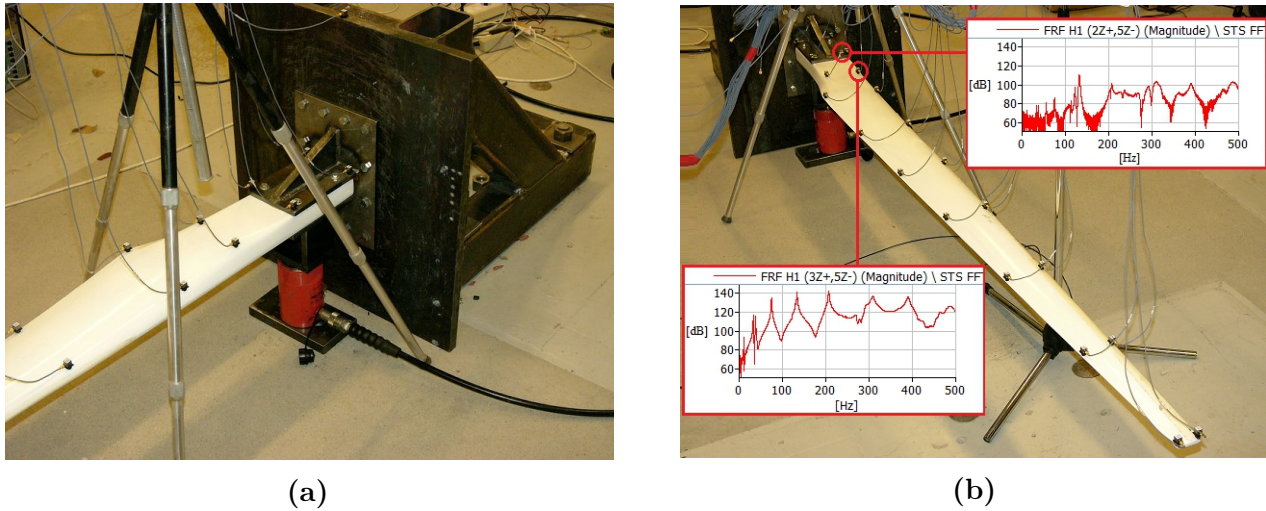 FRF H1 (2Z+,5Z-) (Magnitude) \ STS FF
140
120
100
[dB]
80
60
0 100 200 300 400 500
[Hz]
FRF H1 (3Z+,5Z-) (Magnitude) \ STS FF
140
120
100
[dB]
80
60
0 100 200 300 400 500
[Hz]
(a)
(b)